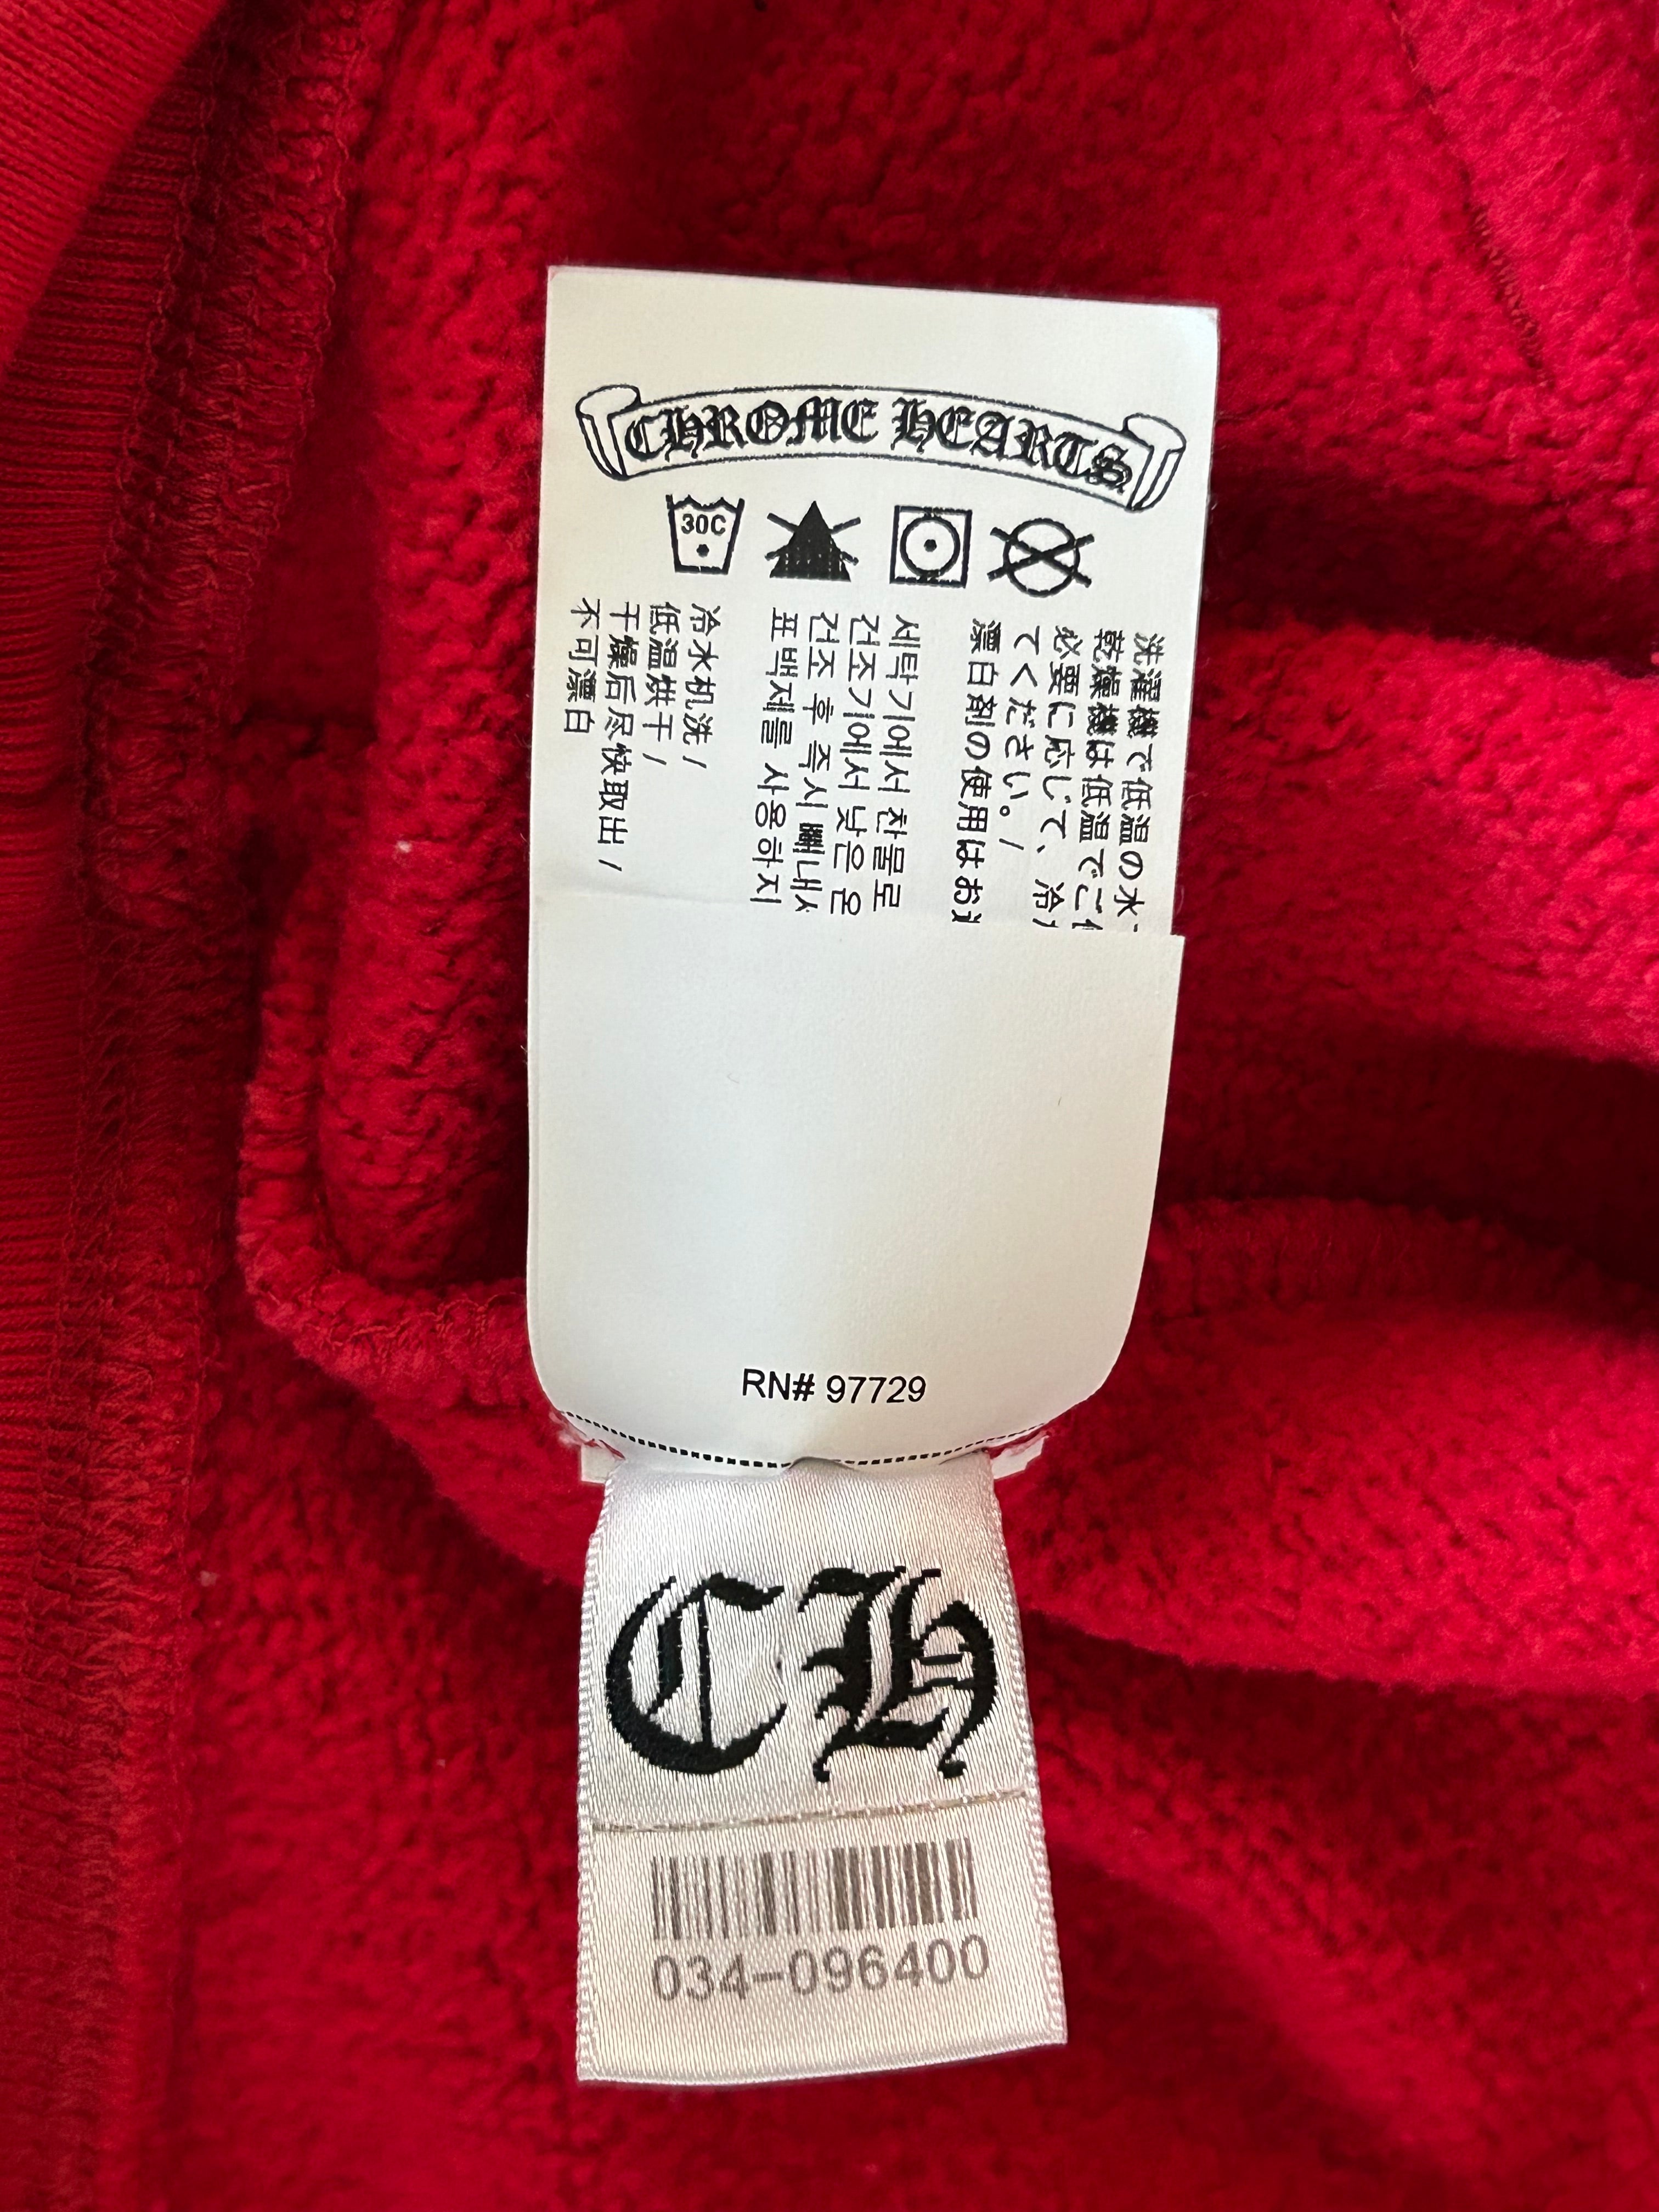 CHROME HEARTS
30C
洗濯機で低温の水
乾燥機は低温でご
必要に応じて、冷
てください。/
漂白剤の使用はお
세탁기에서 찬물로
건조기에서 낮은 온
건조 후 즉시 빼내
표백제를 사용하지
冷水机洗 /
低温烘干 /
干燥后尽快取出 /
不可漂白
RN# 97729
CH
034-096400